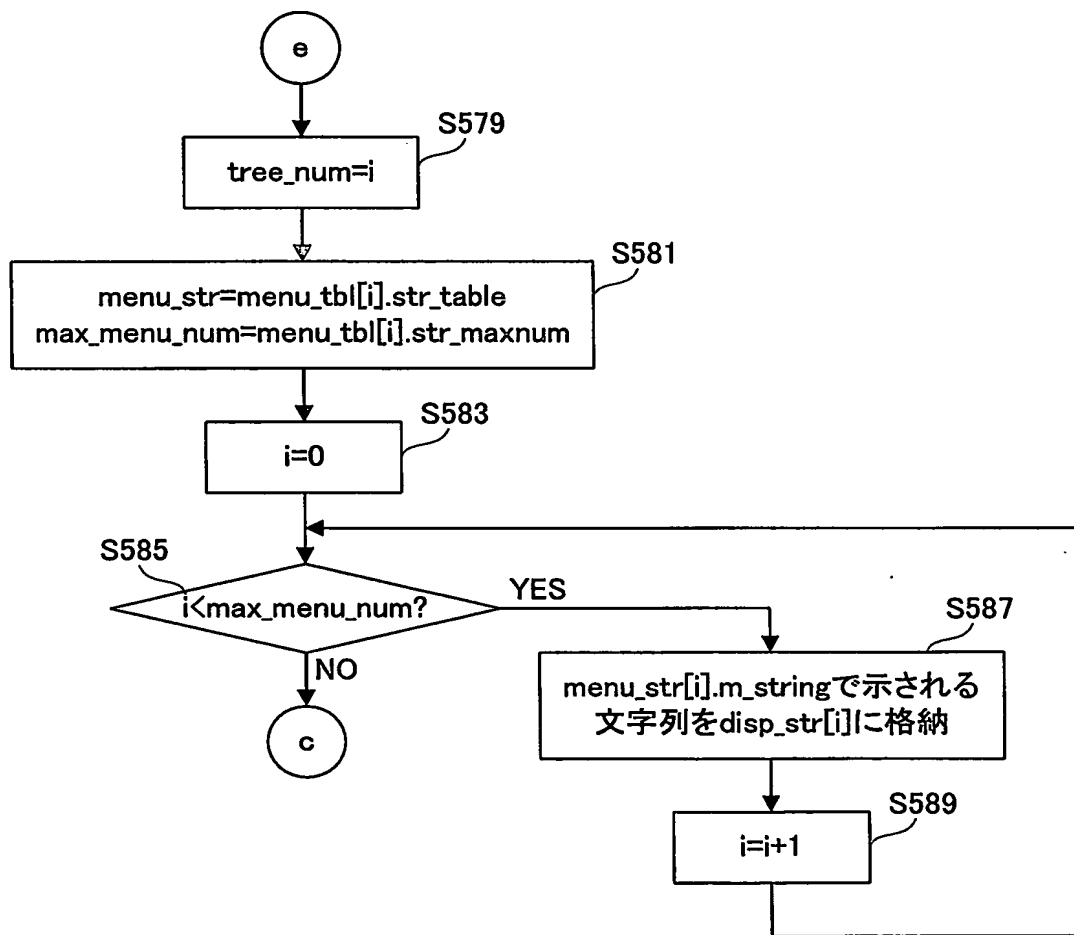 e
S579
tree_num=i
S581
menu_str=menu_tbl[i].str_table
max_menu_num=menu_tbl[i].str_maxnum
S583
i=0
S585
i<max_menu_num?
YES
NO
c
S587
menu_str[i].m_stringで示される
文字列をdisp_str[i]に格納
S589
i=i+1